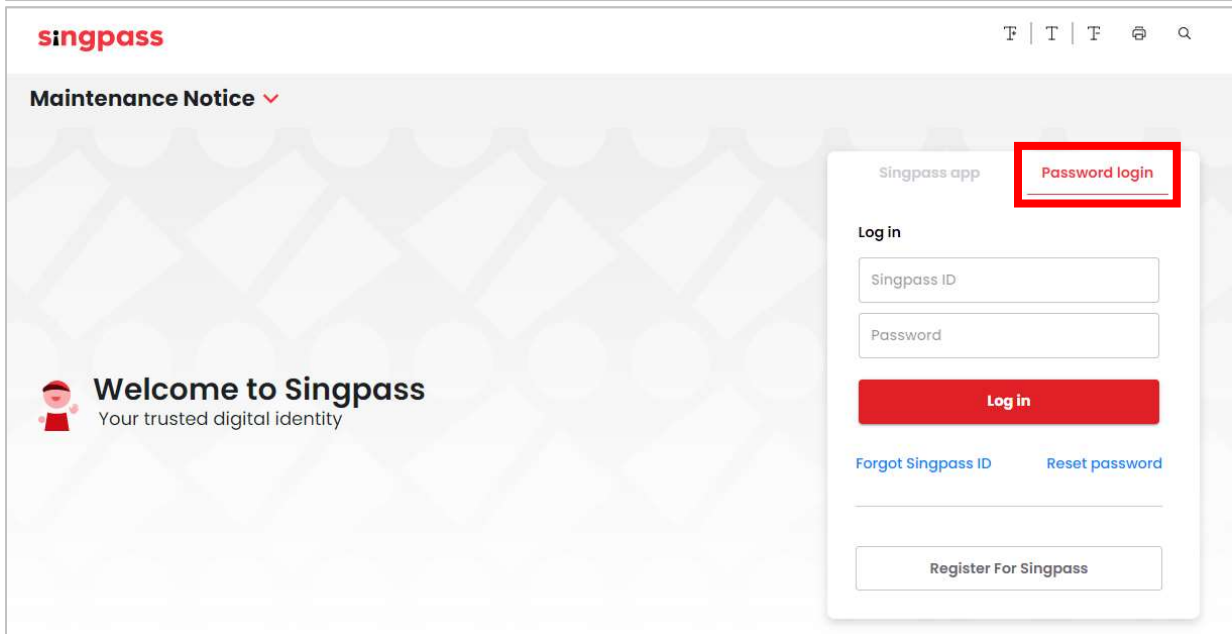 singpass
T+ | T | T-
Maintenance Notice
Singpass app
Password login
Log in
Singpass ID
Password
Log in
Welcome to Singpass
Your trusted digital identity
Forgot Singpass ID
Reset password
Register For Singpass